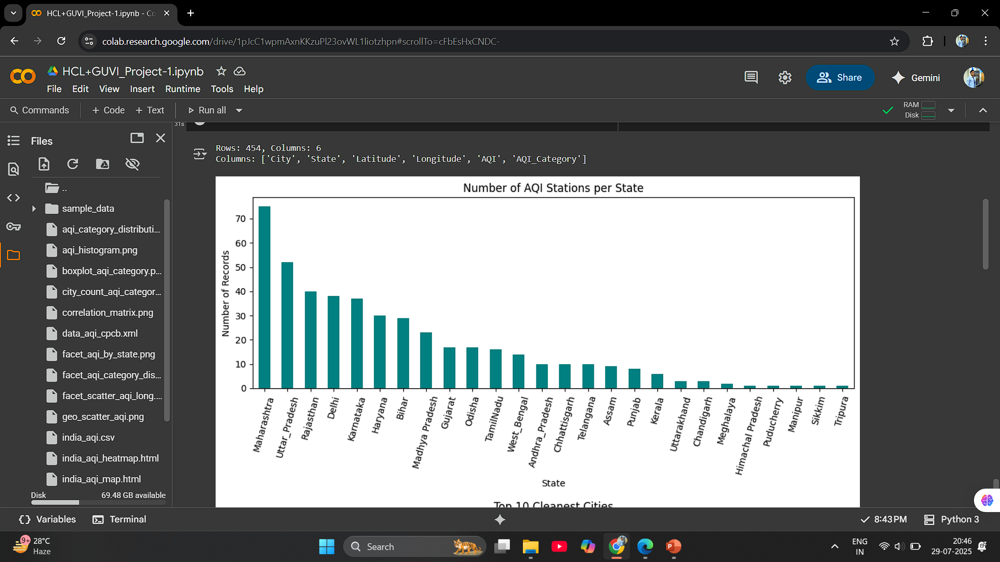 HCL+GUVI_Project-1.ipynb - Co
colab.research.google.com/drive/1pJcC1wpmAxnKKzuPl23ovWL1liotzhpn#scrollTo=cFbEsHxCNDC-
HCL+GUVI_Project-1.ipynb
File Edit View Insert Runtime Tools Help
Share
Gemini
Commands
+ Code + Text
Run all
RAM
Disk
Files
..
sample_data
aqi_category_distributi...
aqi_histogram.png
boxplot_aqi_category.p...
city_count_aqi_categor...
correlation_matrix.png
data_aqi_cpcb.xml
facet_aqi_by_state.png
facet_aqi_category_dis...
facet_scatter_aqi_long....
geo_scatter_aqi.png
india_aqi.csv
india_aqi_heatmap.html
india_aqi_map.html
Disk 69.48 GB available
31s
Rows: 454, Columns: 6
Columns: ['City', 'State', 'Latitude', 'Longitude', 'AQI', 'AQI_Category']
Number of AQI Stations per State
Number of Records
70
60
50
40
30
20
10
0
Maharashtra
Uttar_Pradesh
Rajasthan
Delhi
Karnataka
Haryana
Bihar
Madhya Pradesh
Gujarat
Odisha
TamilNadu
West_Bengal
Andhra_Pradesh
Chhattisgarh
Telangana
Assam
Punjab
Kerala
Uttarakhand
Chandigarh
Meghalaya
Himachal Pradesh
Puducherry
Manipur
Sikkim
Tripura
State
Top 10 Cleanest Cities
Variables
Terminal
8:43 PM
Python 3
9+
28°C
Haze
Search
ENG
IN
20:46
29-07-2025